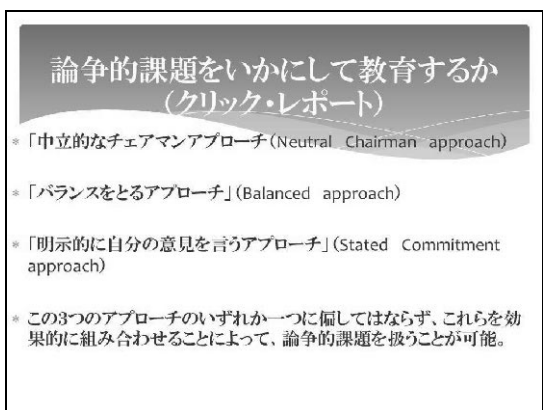 論争的課題をいかにして教育するか
(クリック・レポート)
* 「中立的なチェアマンアプローチ(Neutral Chairman approach)
* 「バランスをとるアプローチ」(Balanced approach)
* 「明示的に自分の意見を言うアプローチ」(Stated Commitment
approach)
* この3つのアプローチのいずれか一つに偏してはならず、これらを効
果的に組み合わせることによって、論争的課題を扱うことが可能。